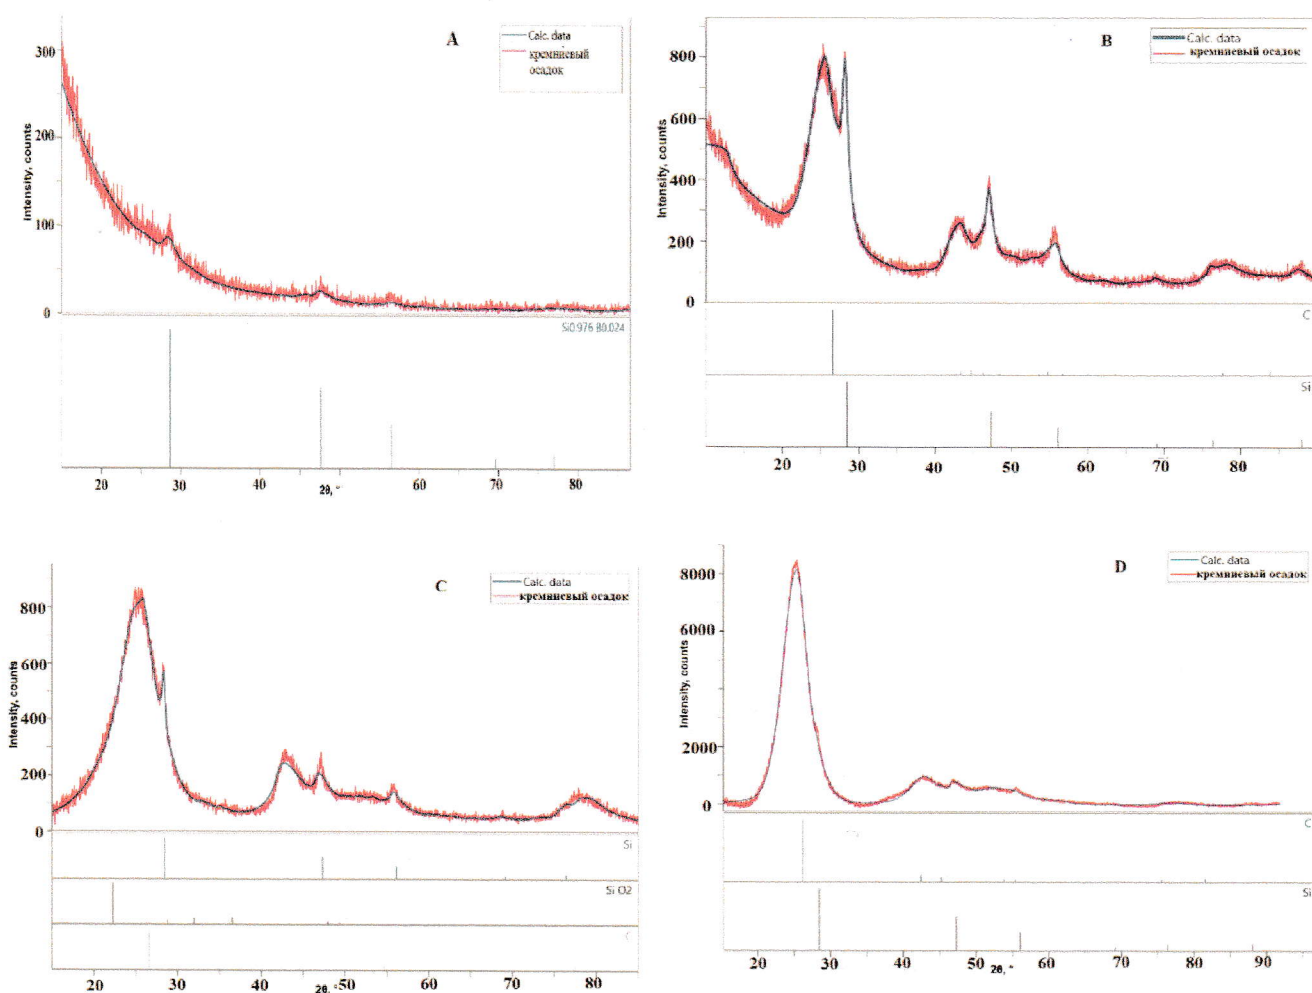 A
Calc. data
кремниевый
осадок
Intensity, counts
300
200
100
0
Si0.976 B0.024
20 30 40 50 60 70 80
2θ, °
B
Calc. data
кремниевый осадок
Intensity, counts
800
600
400
200
0
C
Si
20 30 40 50 60 70 80
C
Calc. data
кремниевый осадок
Intensity, counts
800
600
400
200
0
Si
Si O2
C
20 30 40 50 60 70 80
2θ, °
D
Calc. data
кремниевый осадок
Intensity, counts
8000
6000
2000
0
C
Si
20 30 40 50 60 70 80 90
2θ, °